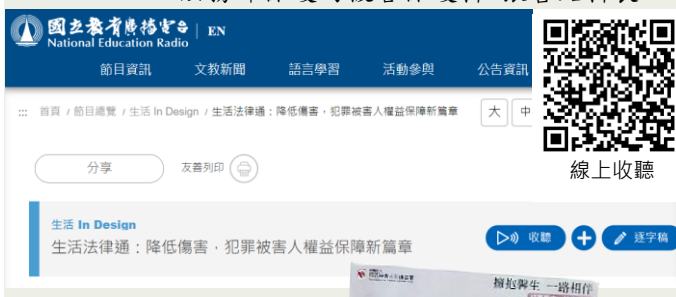 國立教育廣播電台 | EN
National Education Radio
節目資訊 文教新聞 語言學習 活動參與 公告資訊
::: 首頁 / 節目總覽 / 生活 In Design / 生活法律通：降低傷害，犯罪被害人權益保障新篇章 大 中
線上收聽
分享 友善列印
生活 In Design
生活法律通：降低傷害，犯罪被害人權益保障新篇章
收聽 逐字稿
擁抱馨生 一路相伴